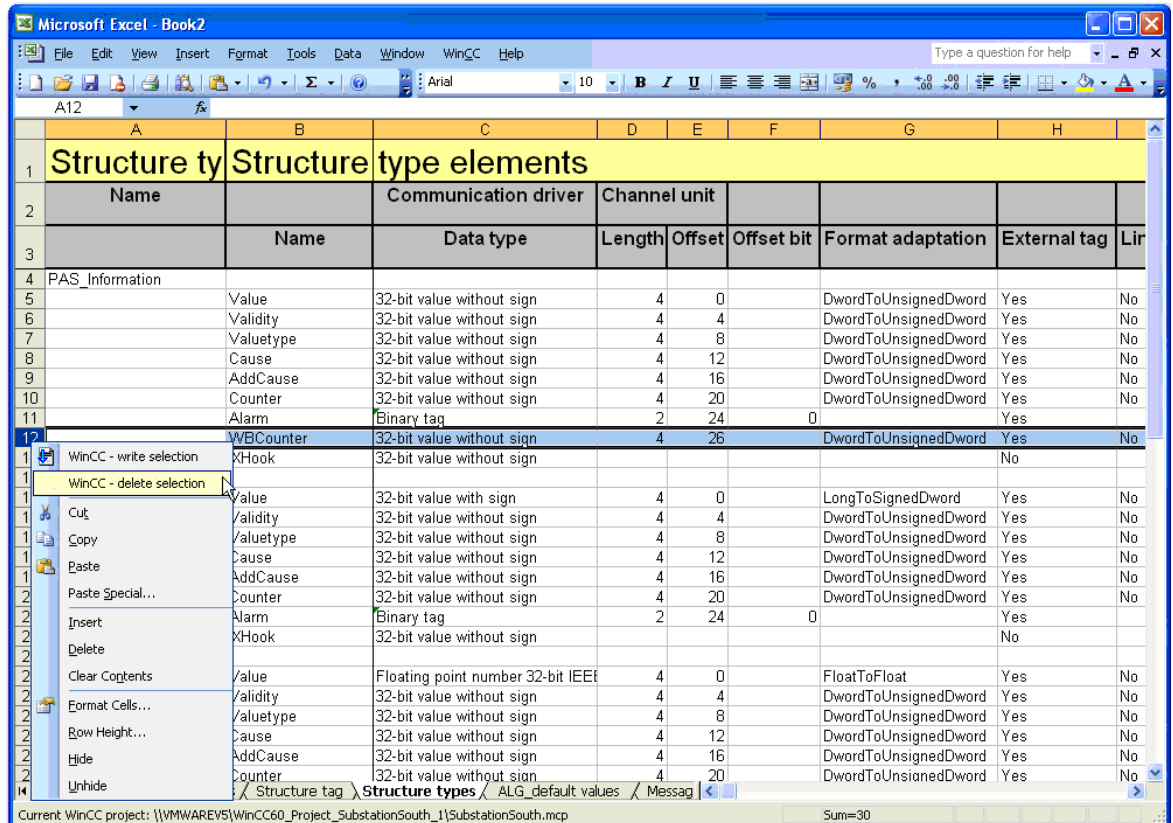 Microsoft Excel - Book2
File Edit View Insert Format Tools Data Window WinCC Help Type a question for help
Arial 10 B I U % ,
A12 fx
A B C D E F G H
1 Structure ty Structure type elements
2 Name Communication driver Channel unit
3 Name Data type Length Offset Offset bit Format adaptation External tag Lin
4 PAS_Information
5 Value 32-bit value without sign 4 0 DwordToUnsignedDword Yes No
6 Validity 32-bit value without sign 4 4 DwordToUnsignedDword Yes No
7 Valuetype 32-bit value without sign 4 8 DwordToUnsignedDword Yes No
8 Cause 32-bit value without sign 4 12 DwordToUnsignedDword Yes No
9 AddCause 32-bit value without sign 4 16 DwordToUnsignedDword Yes No
10 Counter 32-bit value without sign 4 20 DwordToUnsignedDword Yes No
11 Alarm Binary tag 2 24 0 Yes
12 WBCounter 32-bit value without sign 4 26 DwordToUnsignedDword Yes No
XHook 32-bit value without sign No
Value 32-bit value with sign 4 0 LongToSignedDword Yes No
Validity 32-bit value without sign 4 4 DwordToUnsignedDword Yes No
Valuetype 32-bit value without sign 4 8 DwordToUnsignedDword Yes No
Cause 32-bit value without sign 4 12 DwordToUnsignedDword Yes No
AddCause 32-bit value without sign 4 16 DwordToUnsignedDword Yes No
Counter 32-bit value without sign 4 20 DwordToUnsignedDword Yes No
Alarm Binary tag 2 24 0 Yes
XHook 32-bit value without sign No
Value Floating point number 32-bit IEEE 4 0 FloatToFloat Yes No
Validity 32-bit value without sign 4 4 DwordToUnsignedDword Yes No
Valuetype 32-bit value without sign 4 8 DwordToUnsignedDword Yes No
Cause 32-bit value without sign 4 12 DwordToUnsignedDword Yes No
AddCause 32-bit value without sign 4 16 DwordToUnsignedDword Yes No
Counter 32-bit value without sign 4 20 DwordToUnsignedDword Yes No
WinCC - write selection
WinCC - delete selection
Cut
Copy
Paste
Paste Special...
Insert
Delete
Clear Contents
Format Cells...
Row Height...
Hide
Unhide
Structure tag Structure types ALG_default values Messag
Current WinCC project: \\VMWAREV5\WinCC60_Project_SubstationSouth_1\SubstationSouth.mcp Sum=30